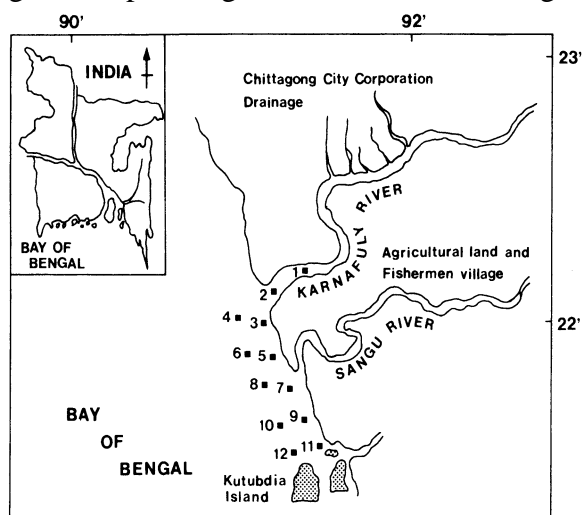 90' 92'
23'
INDIA
Chittagong City Corporation
Drainage
KARNAFULY RIVER
Agricultural land and
Fishermen village
BAY OF
BENGAL
1
2
22'
4
3
SANGU RIVER
6 5
8 7
BAY
OF
BENGAL
10 9
12 11
Kutubdia
Island